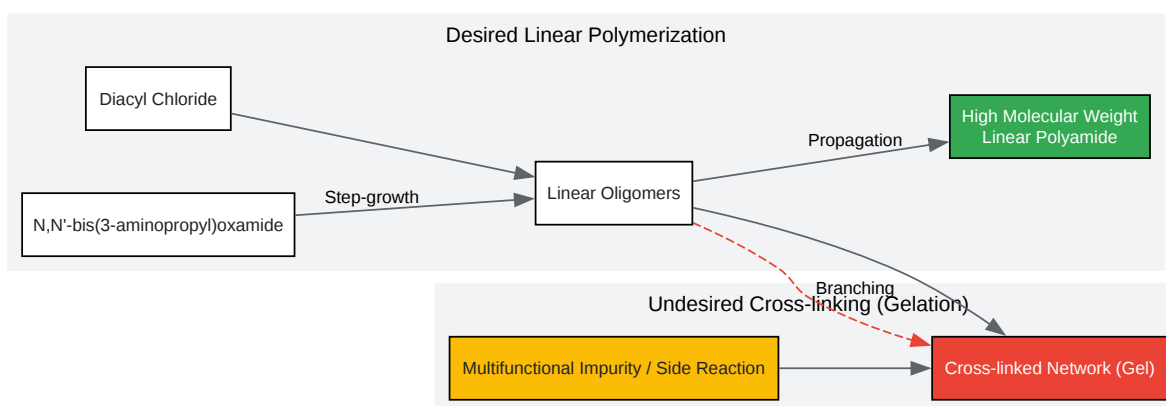 Desired Linear Polymerization
Diacyl Chloride
High Molecular Weight
Linear Polyamide
Propagation
Linear Oligomers
Step-growth
N,N'-bis(3-aminopropyl)oxamide
Branching
Undesired Cross-linking (Gelation)
Multifunctional Impurity / Side Reaction
Cross-linked Network (Gel)